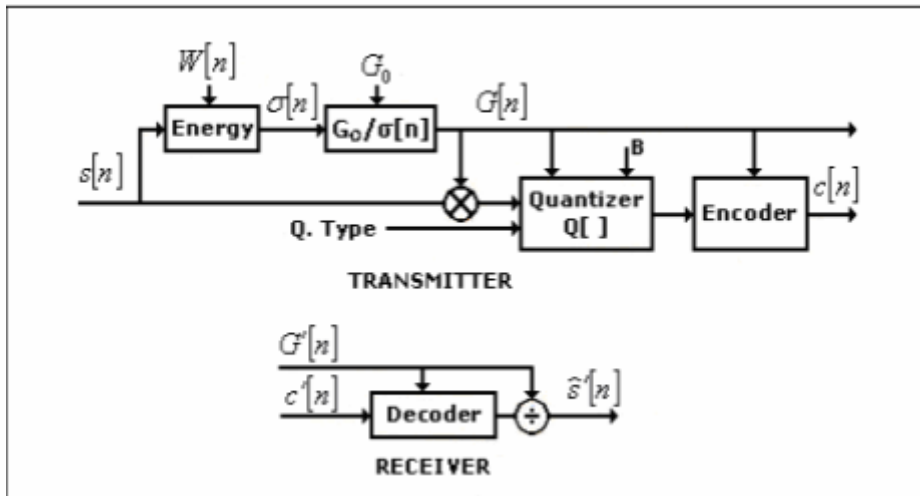 W[n]
G₀
σ[n]
G[n]
Energy
G₀/σ[n]
B
s[n]
c[n]
Quantizer
Q[ ]
Encoder
Q. Type
TRANSMITTER
G'[n]
c'[n]
ŝ'[n]
Decoder
÷
RECEIVER